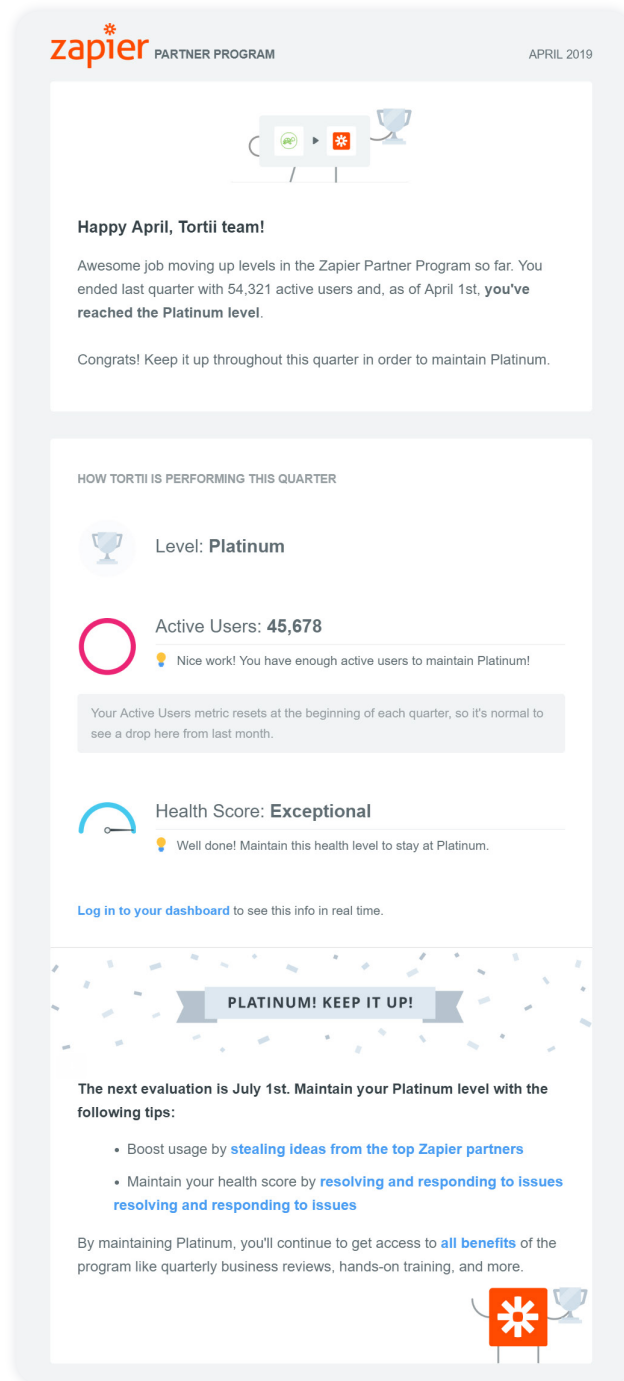 zapier PARTNER PROGRAM
APRIL 2019
Happy April, Tortii team!
Awesome job moving up levels in the Zapier Partner Program so far. You
ended last quarter with 54,321 active users and, as of April 1st, you've
reached the Platinum level.
Congrats! Keep it up throughout this quarter in order to maintain Platinum.
HOW TORTII IS PERFORMING THIS QUARTER
Level: Platinum
Active Users: 45,678
Nice work! You have enough active users to maintain Platinum!
Your Active Users metric resets at the beginning of each quarter, so it's normal to
see a drop here from last month.
Health Score: Exceptional
Well done! Maintain this health level to stay at Platinum.
Log in to your dashboard to see this info in real time.
PLATINUM! KEEP IT UP!
The next evaluation is July 1st. Maintain your Platinum level with the
following tips:
• Boost usage by stealing ideas from the top Zapier partners
• Maintain your health score by resolving and responding to issues
resolving and responding to issues
By maintaining Platinum, you'll continue to get access to all benefits of the
program like quarterly business reviews, hands-on training, and more.